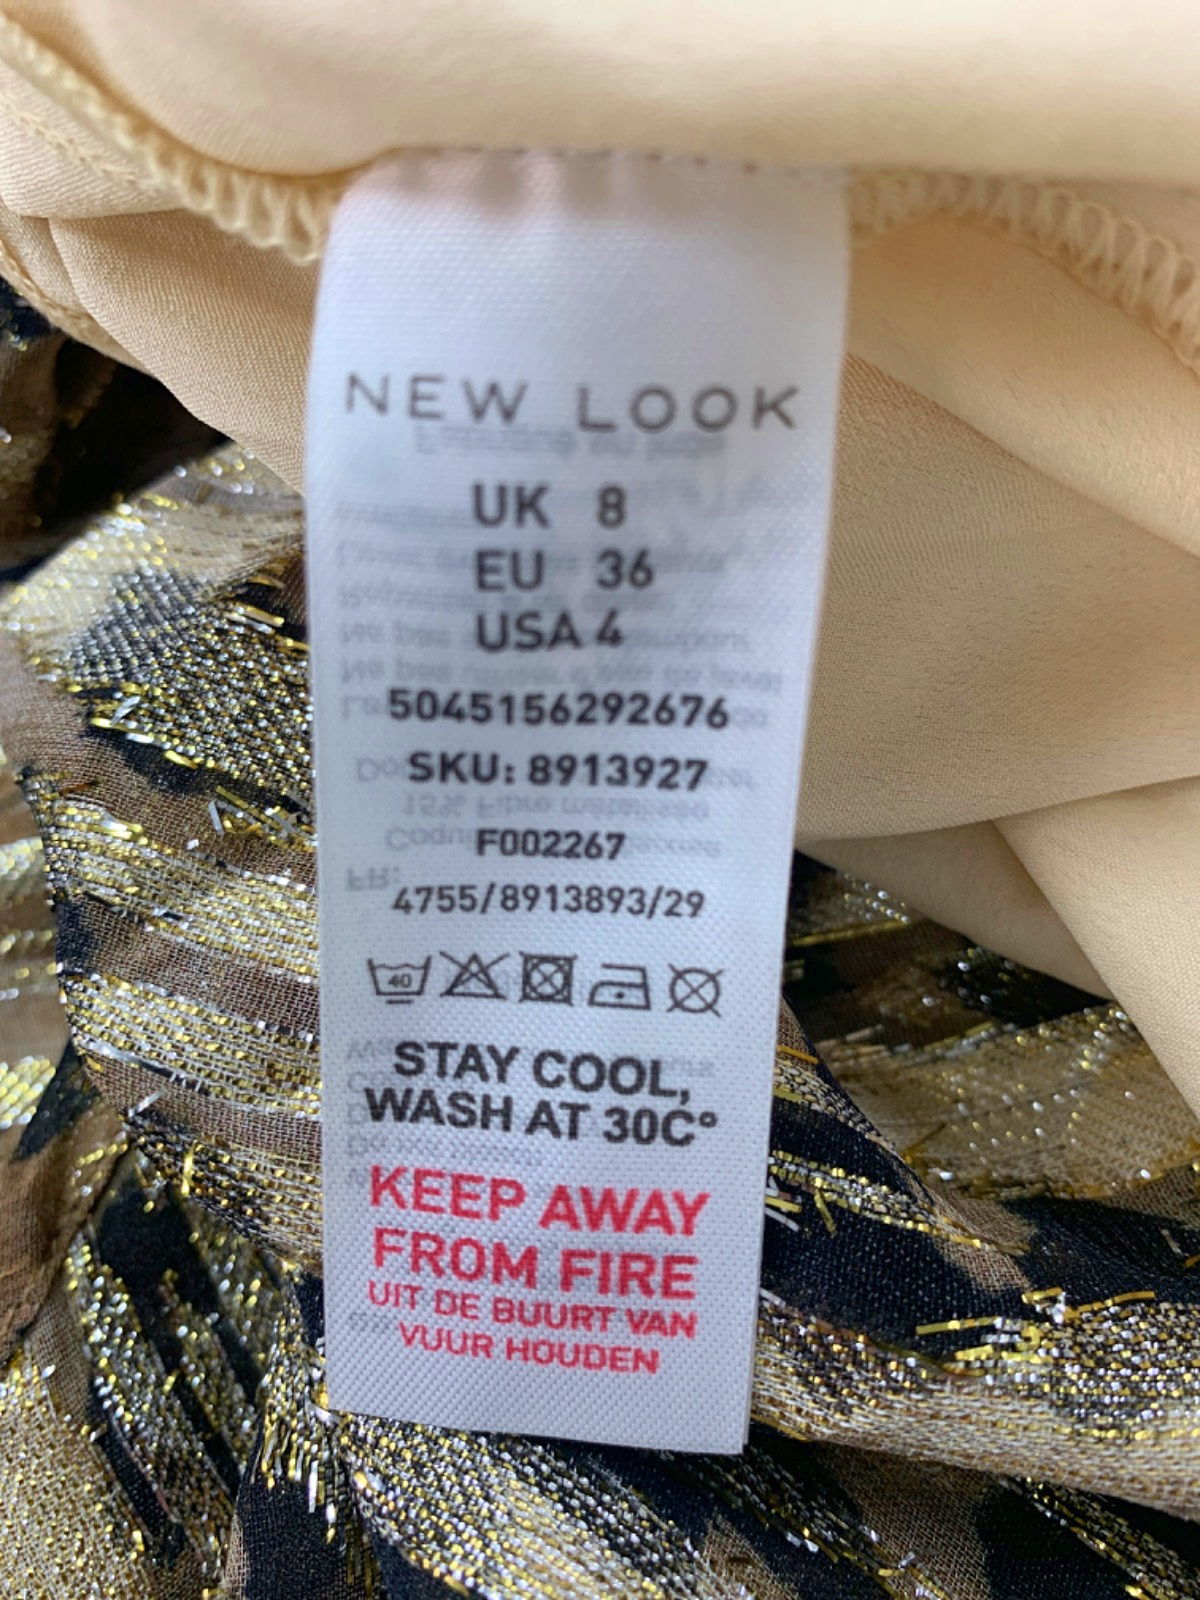 NEW LOOK
UK 8
EU 36
USA 4
5045156292676
SKU: 8913927
F002267
4755/8913893/29
40
STAY COOL,
WASH AT 30C°
KEEP AWAY
FROM FIRE
UIT DE BUURT VAN
VUUR HOUDEN